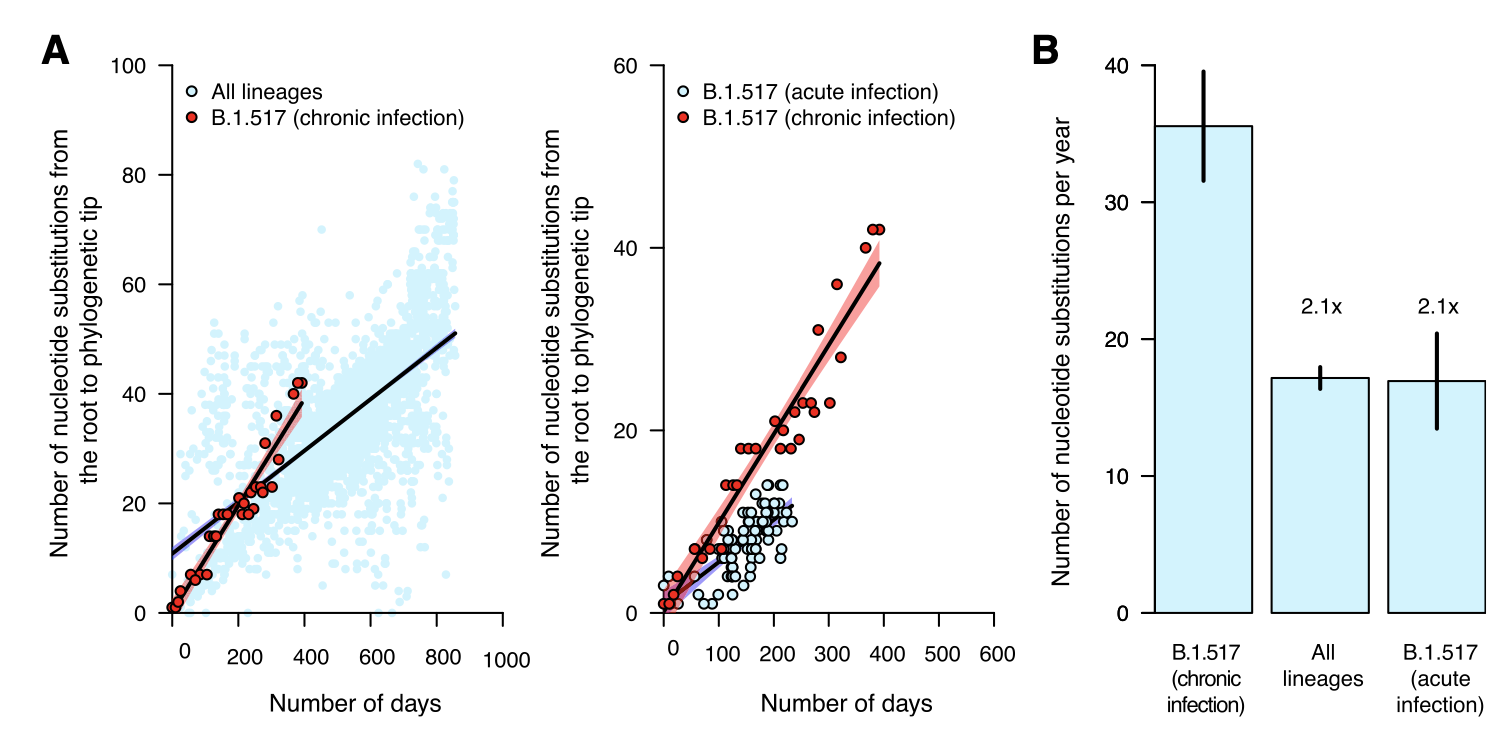 A
Number of nucleotide substitutions from
the root to phylogenetic tip
100
80
60
40
20
0
All lineages
B.1.517 (chronic infection)
0 200 400 600 800 1000
Number of days
Number of nucleotide substitutions from
the root to phylogenetic tip
60
40
20
0
B.1.517 (acute infection)
B.1.517 (chronic infection)
0 100 200 300 400 500 600
Number of days
B
Number of nucleotide substitutions per year
40
30
20
10
0
2.1x 2.1x
B.1.517
(chronic
infection)
All
lineages
B.1.517
(acute
infection)